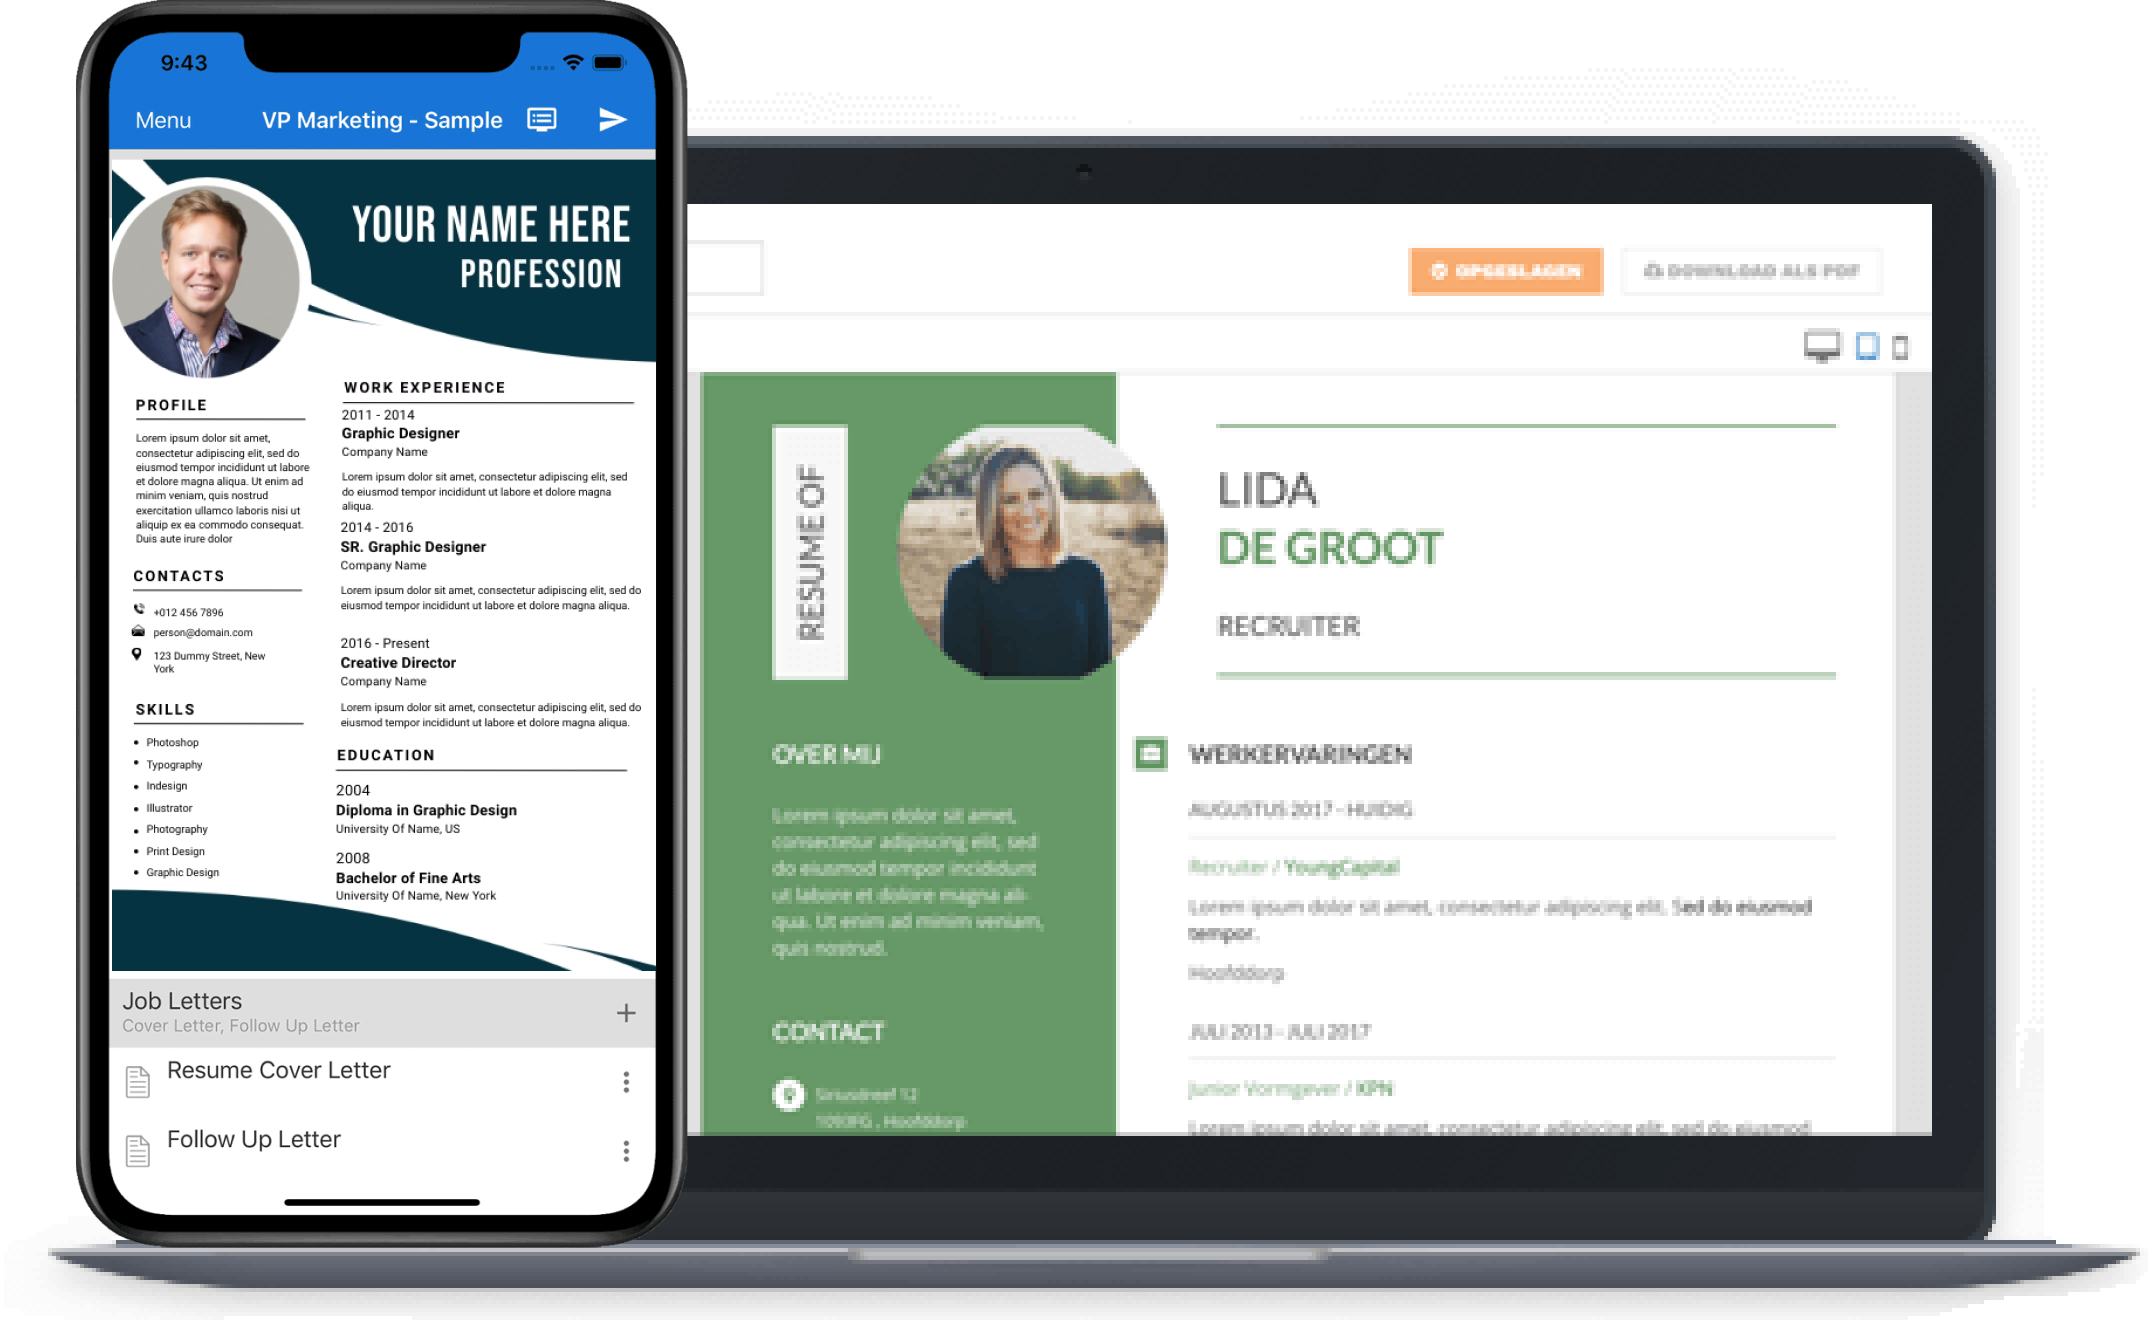 9:43
Menu
VP Marketing - Sample
YOUR NAME HERE
PROFESSION
PROFILE
Lorem ipsum dolor sit amet,
consectetur adipiscing elit, sed do
eiusmod tempor incididunt ut labore
et dolore magna aliqua. Ut enim ad
minim veniam, quis nostrud
exercitation ullamco laboris nisi ut
aliquip ex ea commodo consequat.
Duis aute irure dolor
CONTACTS
+012 456 7896
person@domain.com
123 Dummy Street, New
York
SKILLS
• Photoshop
• Typography
• Indesign
• Illustrator
• Photography
• Print Design
• Graphic Design
WORK EXPERIENCE
2011 - 2014
Graphic Designer
Company Name
Lorem ipsum dolor sit amet, consectetur adipiscing elit, sed
do eiusmod tempor incididunt ut labore et dolore magna
aliqua.
2014 - 2016
SR. Graphic Designer
Company Name
Lorem ipsum dolor sit amet, consectetur adipiscing elit, sed do
eiusmod tempor incididunt ut labore et dolore magna aliqua.
2016 - Present
Creative Director
Company Name
Lorem ipsum dolor sit amet, consectetur adipiscing elit, sed do
eiusmod tempor incididunt ut labore et dolore magna aliqua.
EDUCATION
2004
Diploma in Graphic Design
University Of Name, US
2008
Bachelor of Fine Arts
University Of Name, New York
Job Letters
Cover Letter, Follow Up Letter
Resume Cover Letter
Follow Up Letter
OPGESLAGEN
DOWNLOAD ALS PDF
RESUME OF
LIDA
DE GROOT
RECRUITER
OVER MIJ
Lorem ipsum dolor sit amet,
consectetur adipiscing elit, sed
do eiusmod tempor incididunt
ut labore et dolore magna ali-
qua. Ut enim ad minim veniam,
quis nostrud.
CONTACT
Hoofddorp
WERKERVARINGEN
AUGUSTUS 2017 - HUIDIG
Recruiter / YoungCapital
Lorem ipsum dolor sit amet, consectetur adipiscing elit. Sed do eiusmod
tempor.
Hoofddorp
JULI 2013 - JULI 2017
Junior Vormgever / KPN
Lorem ipsum dolor sit amet, consectetur adipiscing elit, sed do eiusmod